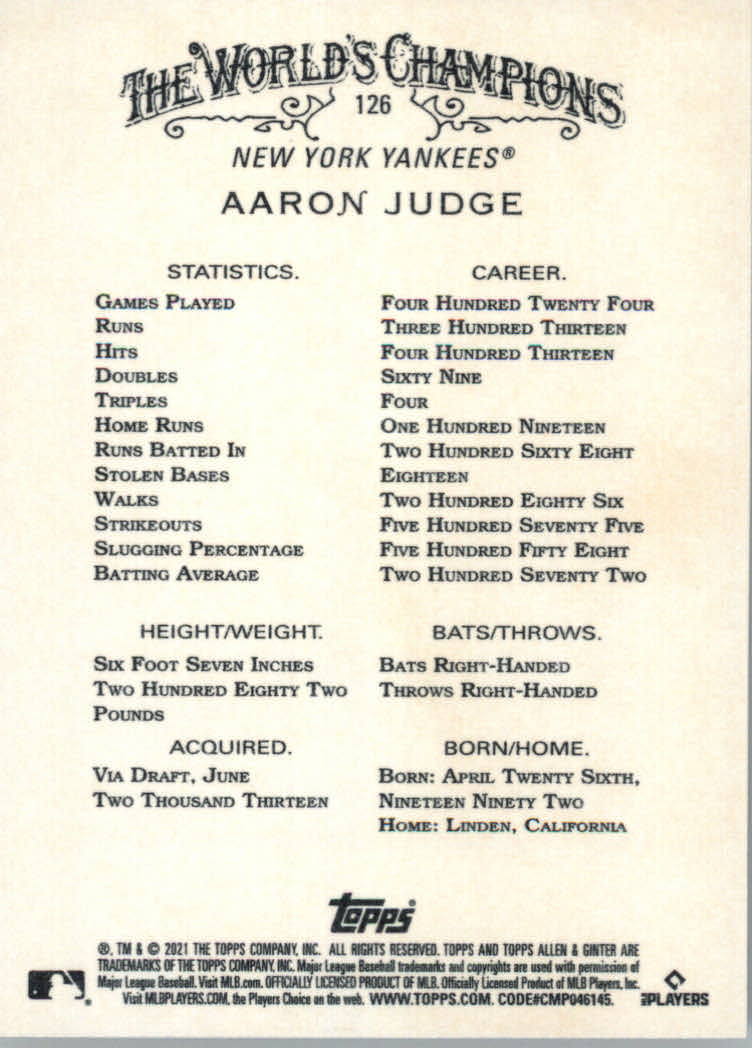 THE WORLD'S CHAMPIONS
126
NEW YORK YANKEES®
AARON JUDGE
STATISTICS. CAREER.
GAMES PLAYED FOUR HUNDRED TWENTY FOUR
RUNS THREE HUNDRED THIRTEEN
HITS FOUR HUNDRED THIRTEEN
DOUBLES SIXTY NINE
TRIPLES FOUR
HOME RUNS ONE HUNDRED NINETEEN
RUNS BATTED IN TWO HUNDRED SIXTY EIGHT
STOLEN BASES EIGHTEEN
WALKS TWO HUNDRED EIGHTY SIX
STRIKEOUTS FIVE HUNDRED SEVENTY FIVE
SLUGGING PERCENTAGE FIVE HUNDRED FIFTY EIGHT
BATTING AVERAGE TWO HUNDRED SEVENTY TWO
HEIGHT/WEIGHT.
SIX FOOT SEVEN INCHES
TWO HUNDRED EIGHTY TWO
POUNDS
BATS/THROWS.
BATS RIGHT-HANDED
THROWS RIGHT-HANDED
ACQUIRED.
VIA DRAFT, JUNE
TWO THOUSAND THIRTEEN
BORN/HOME.
BORN: APRIL TWENTY SIXTH,
NINETEEN NINETY TWO
HOME: LINDEN, CALIFORNIA
topps®
®, TM & © 2021 THE TOPPS COMPANY, INC. ALL RIGHTS RESERVED. TOPPS AND TOPPS ALLEN & GINTER ARE
TRADEMARKS OF THE TOPPS COMPANY, INC. Major League Baseball trademarks and copyrights are used with permission of
Major League Baseball. Visit MLB.com. OFFICIALLY LICENSED PRODUCT OF MLB. Officially Licensed Product of MLB Players, Inc.
Visit MLBPLAYERS.COM, the Players Choice on the web. WWW.TOPPS.COM. CODE#CMP046145.
MLB PLAYERS